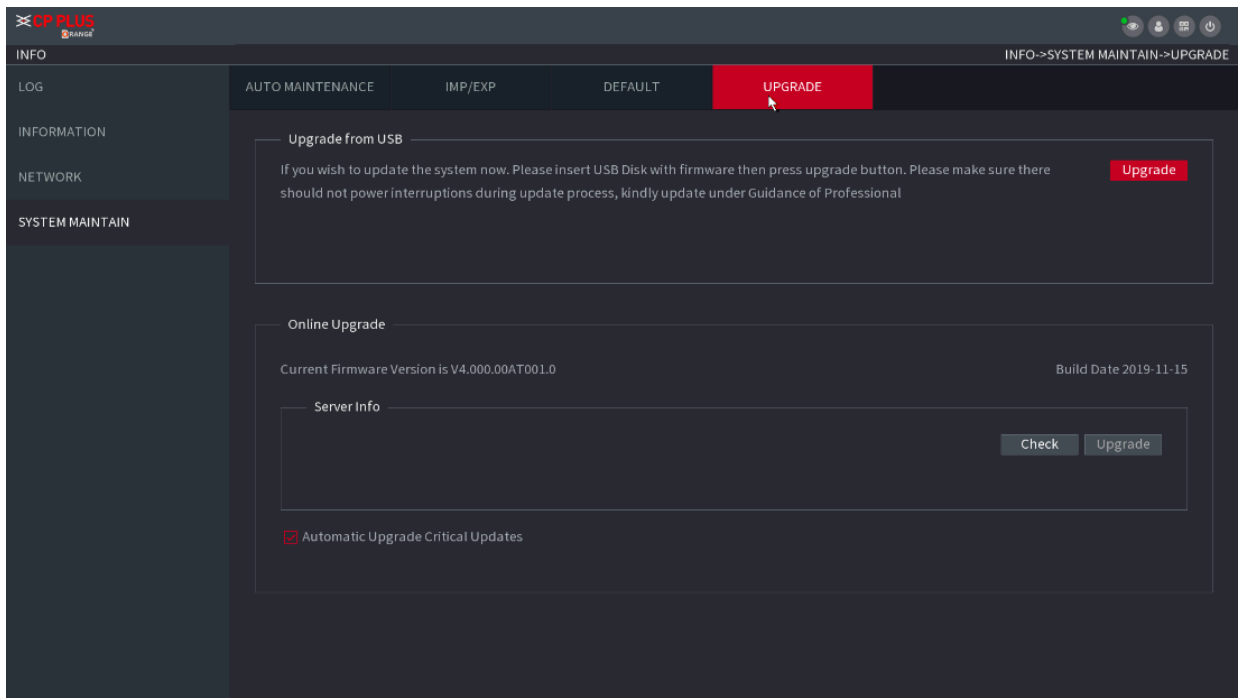 CP PLUS
ORANGE
INFO
INFO->SYSTEM MAINTAIN->UPGRADE
LOG
AUTO MAINTENANCE
IMP/EXP
DEFAULT
UPGRADE
INFORMATION
NETWORK
SYSTEM MAINTAIN
Upgrade from USB
If you wish to update the system now. Please insert USB Disk with firmware then press upgrade button. Please make sure there
should not power interruptions during update process, kindly update under Guidance of Professional
Upgrade
Online Upgrade
Current Firmware Version is V4.000.00AT001.0
Build Date 2019-11-15
Server Info
Check
Upgrade
Automatic Upgrade Critical Updates